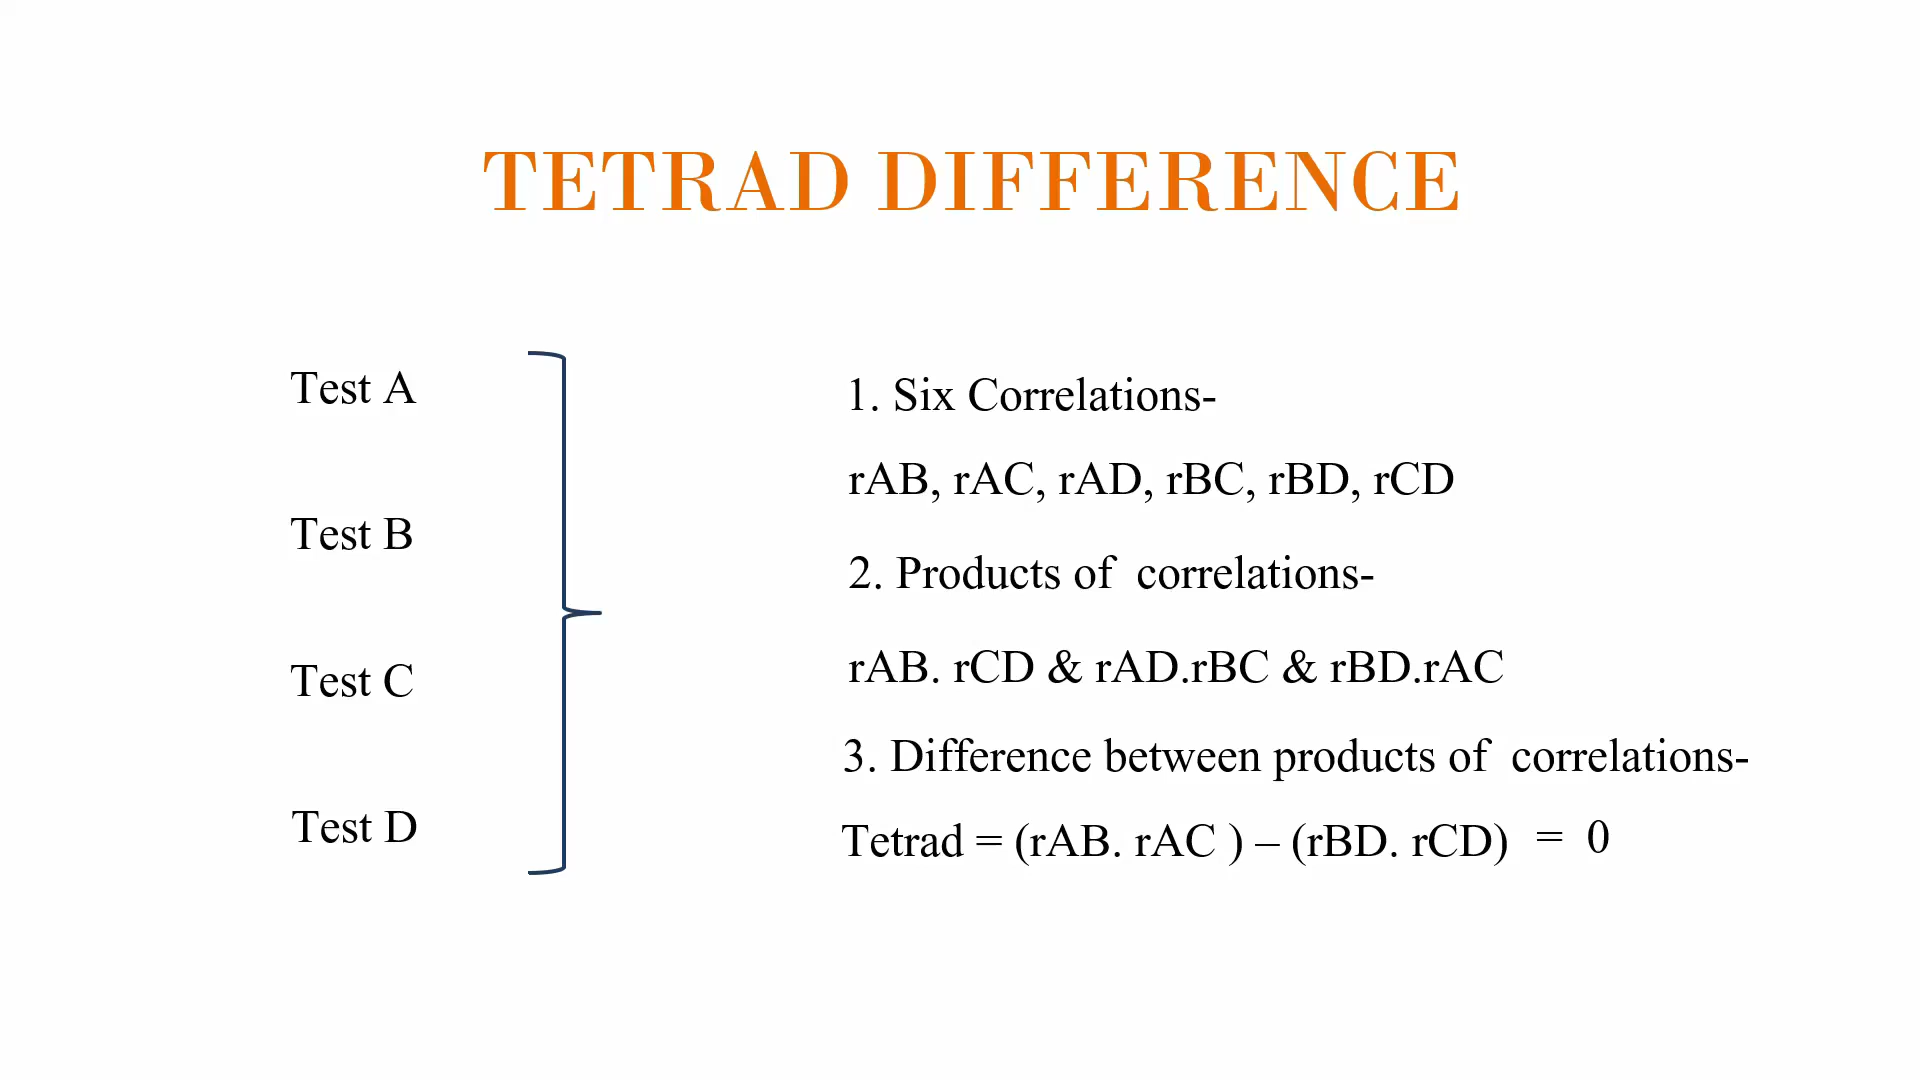 TETRAD DIFFERENCE
Test A
Test B
Test C
Test D
1. Six Correlations-
rAB, rAC, rAD, rBC, rBD, rCD
2. Products of  correlations-
rAB. rCD & rAD.rBC & rBD.rAC
3. Difference between products of  correlations-
Tetrad = (rAB. rAC ) – (rBD. rCD)  =  0